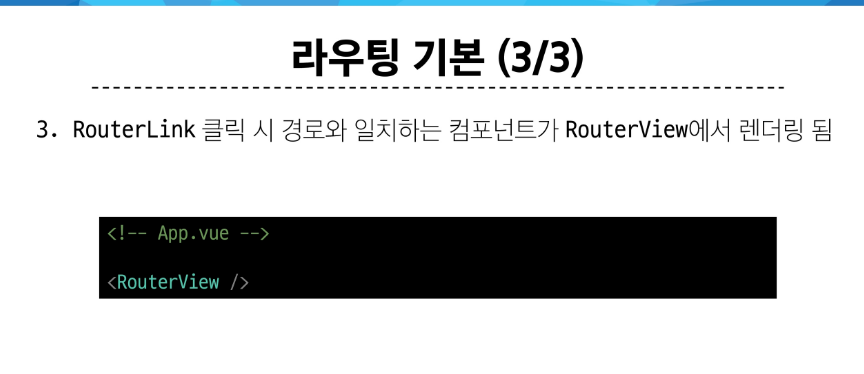 라우팅 기본 (3/3)
3. RouterLink 클릭 시 경로와 일치하는 컴포넌트가 RouterView에서 렌더링 됨
<!-- App.vue -->
<RouterView />